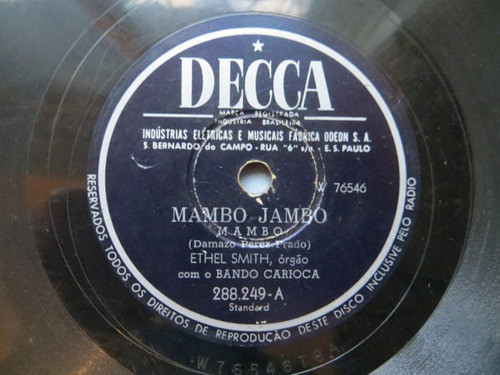 DECCA
MARCA REGISTRADA
INDUSTRIA BRASILEIRA
INDÚSTRIAS ELÉTRICAS E MUSICAIS FÁBRICA ODEON S. A.
S. BERNARDO do CAMPO - RUA "6" s/n - E. S. PAULO
W 76546
MAMBO JAMBO
MAMBO
(Damazo Perez Prado)
ETHEL SMITH, órgão
com o BANDO CARIOCA
288.249-A
Standard
RESERVADOS TODOS OS DIREITOS DE REPRODUCÇÃO DESTE DISCO INCLUSIVE PELO RADIO
W76546T8A